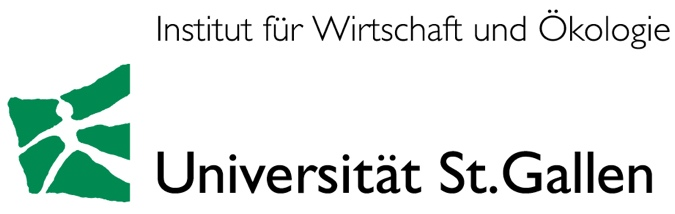 Institut für Wirtschaft und Ökologie
Universität St.Gallen